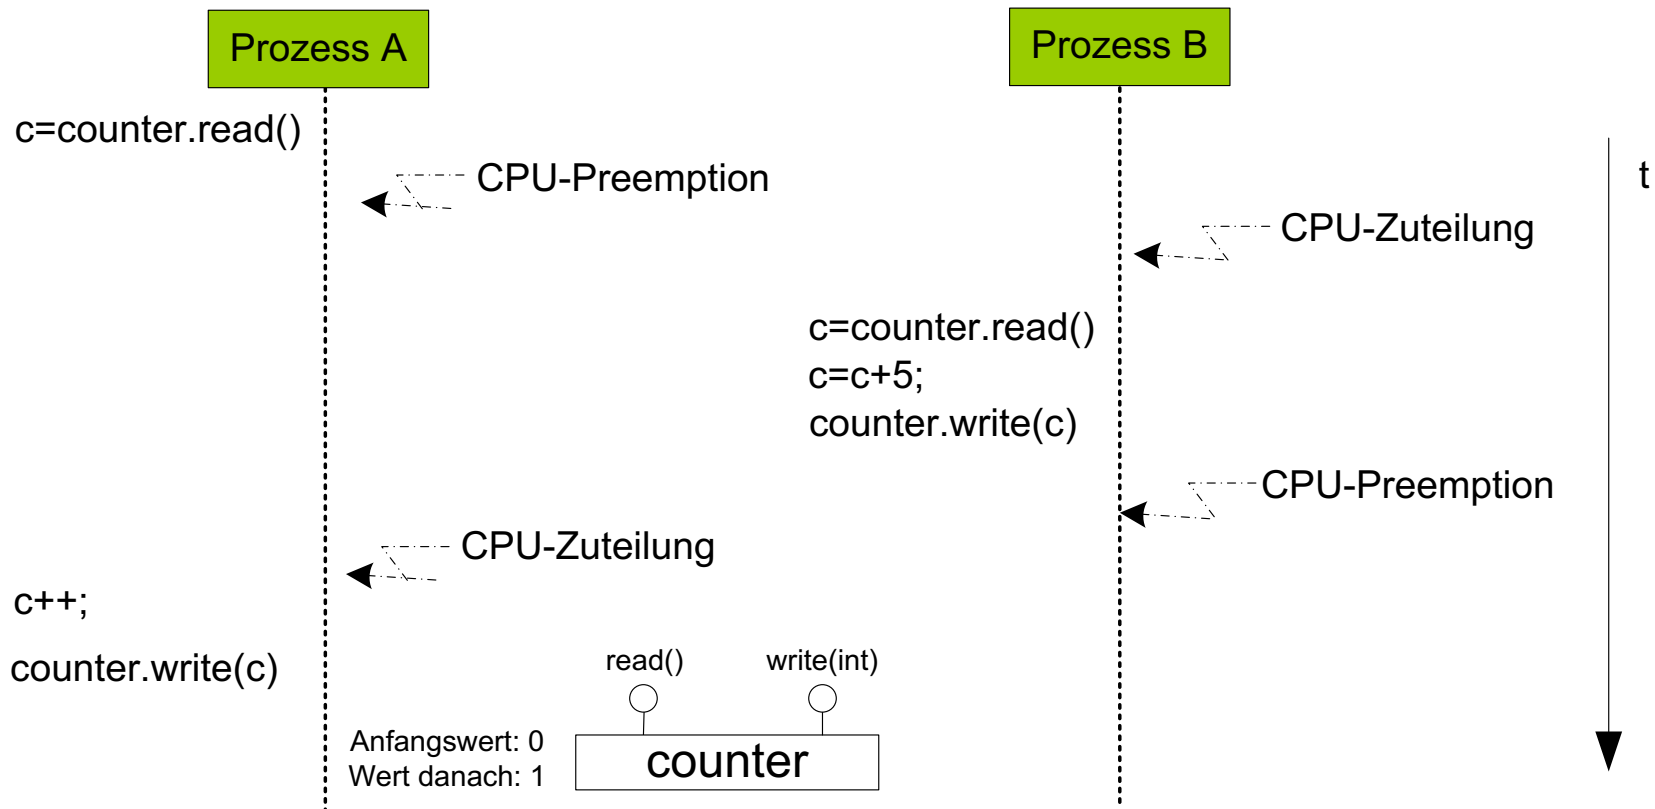 Prozess A
Prozess B
c=counter.read()
CPU-Preemption
t
CPU-Zuteilung
c=counter.read()
c=c+5;
counter.write(c)
CPU-Preemption
CPU-Zuteilung
c++;
counter.write(c)
read()
write(int)
Anfangswert: 0
Wert danach: 1
counter